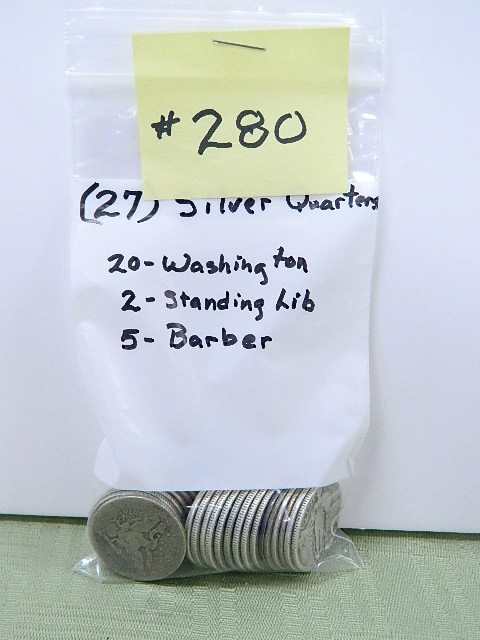 # 280
(27) Silver Quarters
20- Washington
2- Standing Lib
5- Barber